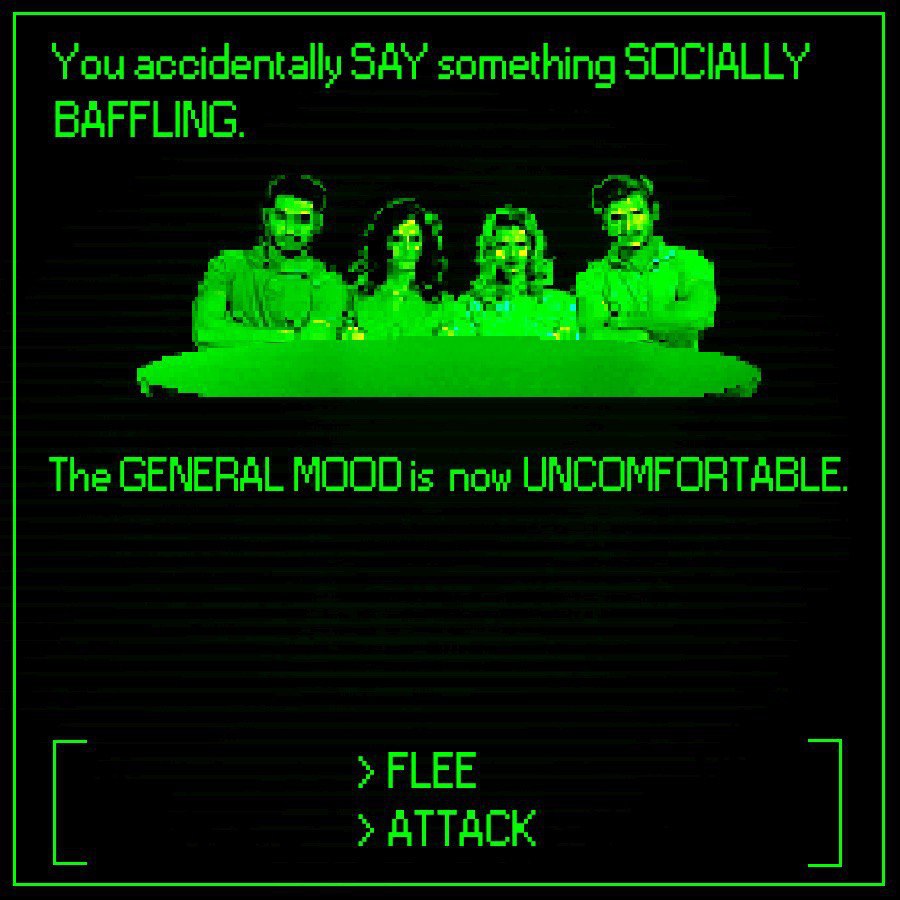 You accidentally SAY something SOCIALLY
BAFFLING.
The GENERAL MOOD is now UNCOMFORTABLE.
> FLEE
> ATTACK